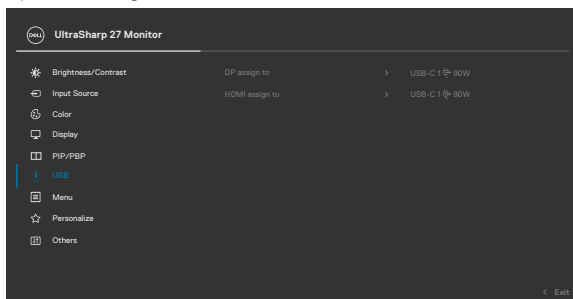 DELL UltraSharp 27 Monitor
Brightness/Contrast DP assign to > USB-C 1 90W
Input Source HDMI assign to > USB-C 1 90W
Color
Display
PIP/PBP
USB
Menu
Personalize
Others
< Exit